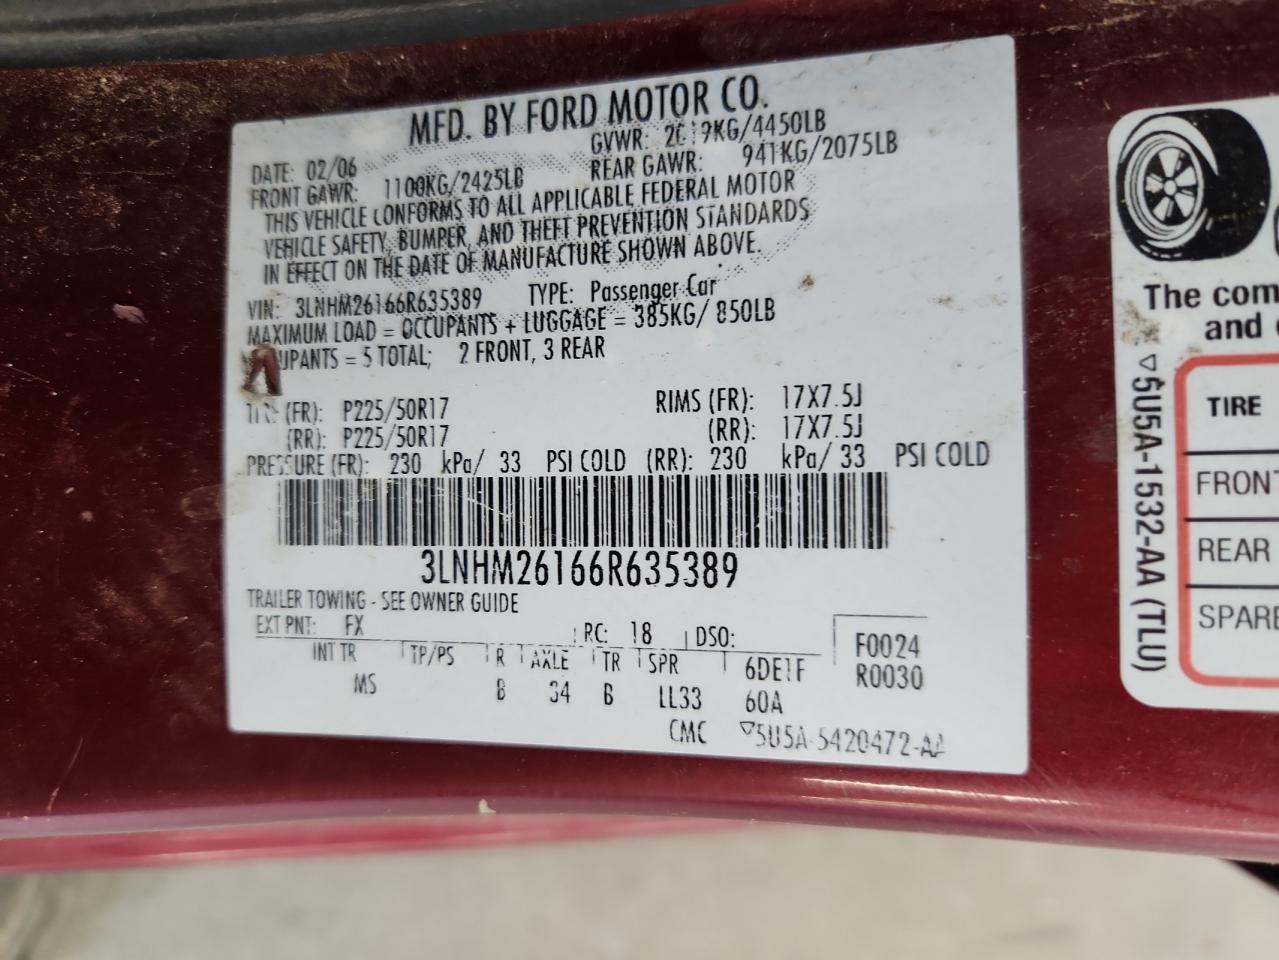 MFD. BY FORD MOTOR CO.
DATE: 02/06 GVWR: 2019KG/4450LB
FRONT GAWR: 1100KG/2425LB REAR GAWR: 941KG/2075LB
THIS VEHICLE CONFORMS TO ALL APPLICABLE FEDERAL MOTOR
VEHICLE SAFETY, BUMPER, AND THEFT PREVENTION STANDARDS
IN EFFECT ON THE DATE OF MANUFACTURE SHOWN ABOVE.
VIN: 3LNHM26166R635389 TYPE: Passenger Car
MAXIMUM LOAD = OCCUPANTS + LUGGAGE = 385KG/ 850LB
UPANTS = 5 TOTAL; 2 FRONT, 3 REAR
(FR): P225/50R17 RIMS (FR): 17X7.5J
(RR): P225/50R17 (RR): 17X7.5J
PRESSURE (FR): 230 kPa/ 33 PSI COLD (RR): 230 kPa/ 33 PSI COLD
3LNHM26166R635389
TRAILER TOWING - SEE OWNER GUIDE
EXT PNT: FX RC: 18 DSO: F0024
INT TR TP/PS R AXLE TR SPR 6DE1F R0030
MS B 34 B LL33 60A
CMC ▽5U5A-5420472-AA
The com
and
TIRE
FRONT
REAR
SPARE
▽5U5A-1532-AA (TLU)